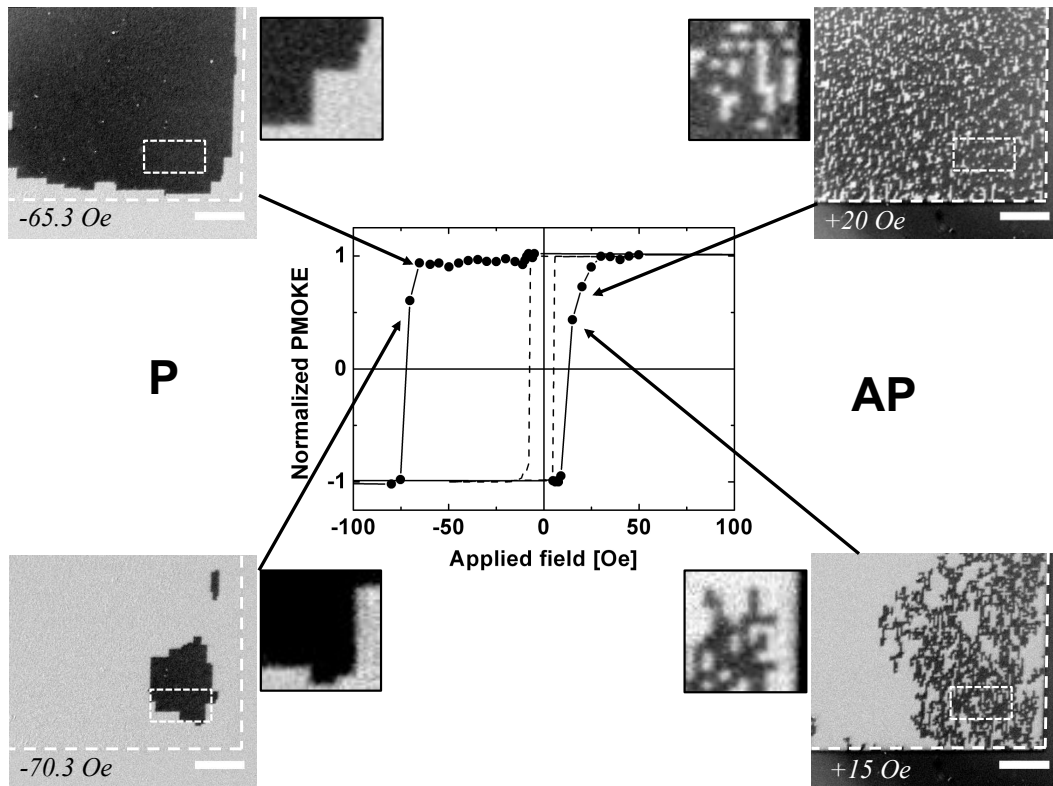 -65.3 Oe
+20 Oe
P
AP
Normalized PMOKE
1
0
-1
-100
-50
0
50
100
Applied field [Oe]
-70.3 Oe
+15 Oe